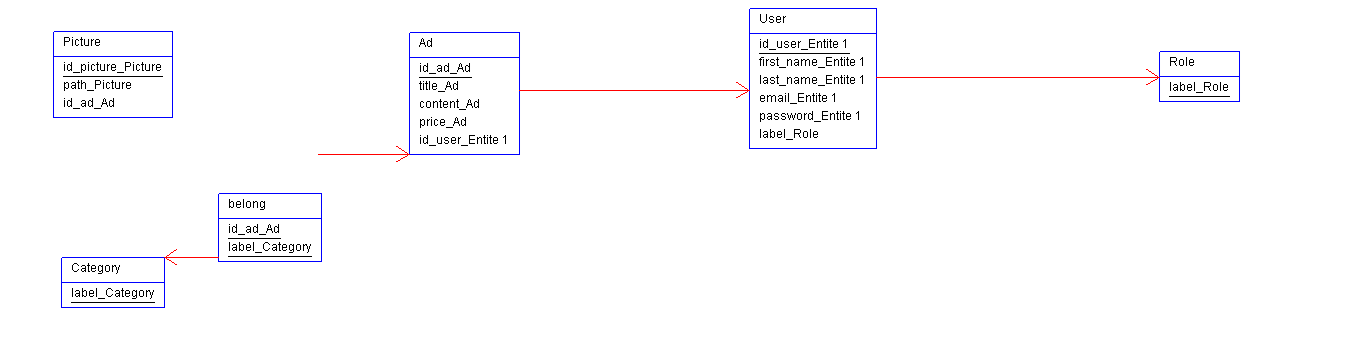 Picture
id_picture_Picture
path_Picture
id_ad_Ad
Ad
id_ad_Ad
title_Ad
content_Ad
price_Ad
id_user_Entite 1
User
id_user_Entite 1
first_name_Entite 1
last_name_Entite 1
email_Entite 1
password_Entite 1
label_Role
Role
label_Role
belong
id_ad_Ad
label_Category
Category
label_Category